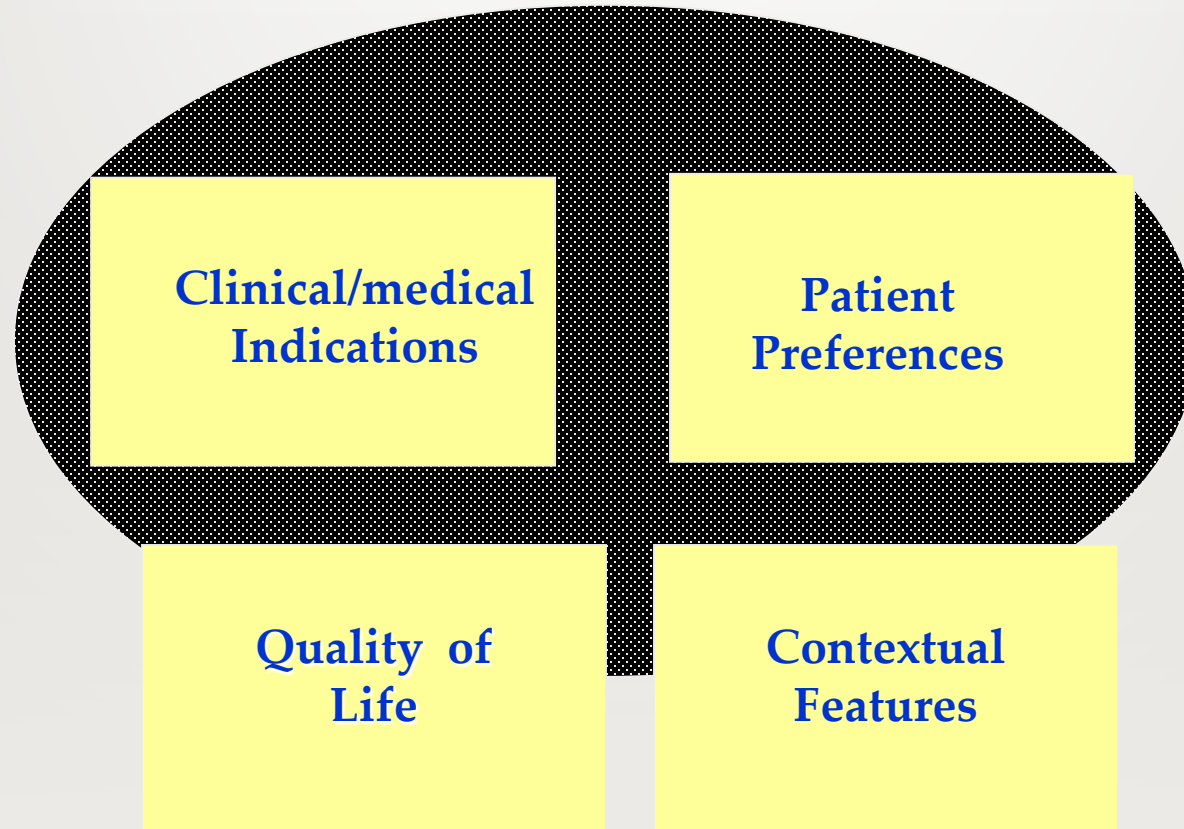 Clinical/medical
Indications
Patient
Preferences
Quality of
Life
Contextual
Features